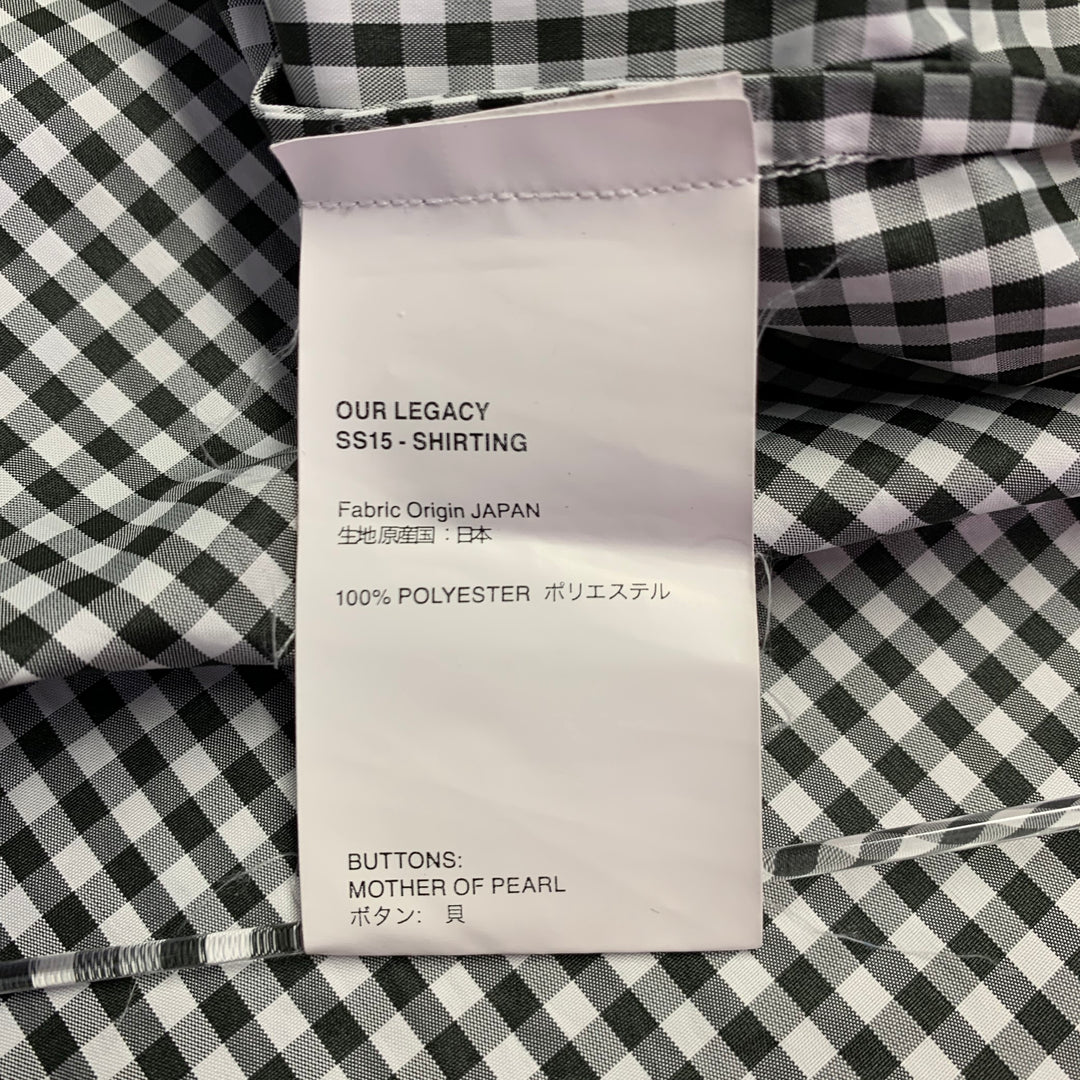 OUR LEGACY
SS15 - SHIRTING
Fabric Origin JAPAN
生地原産国：日本
100% POLYESTER ポリエステル
BUTTONS:
MOTHER OF PEARL
ボタン: 貝